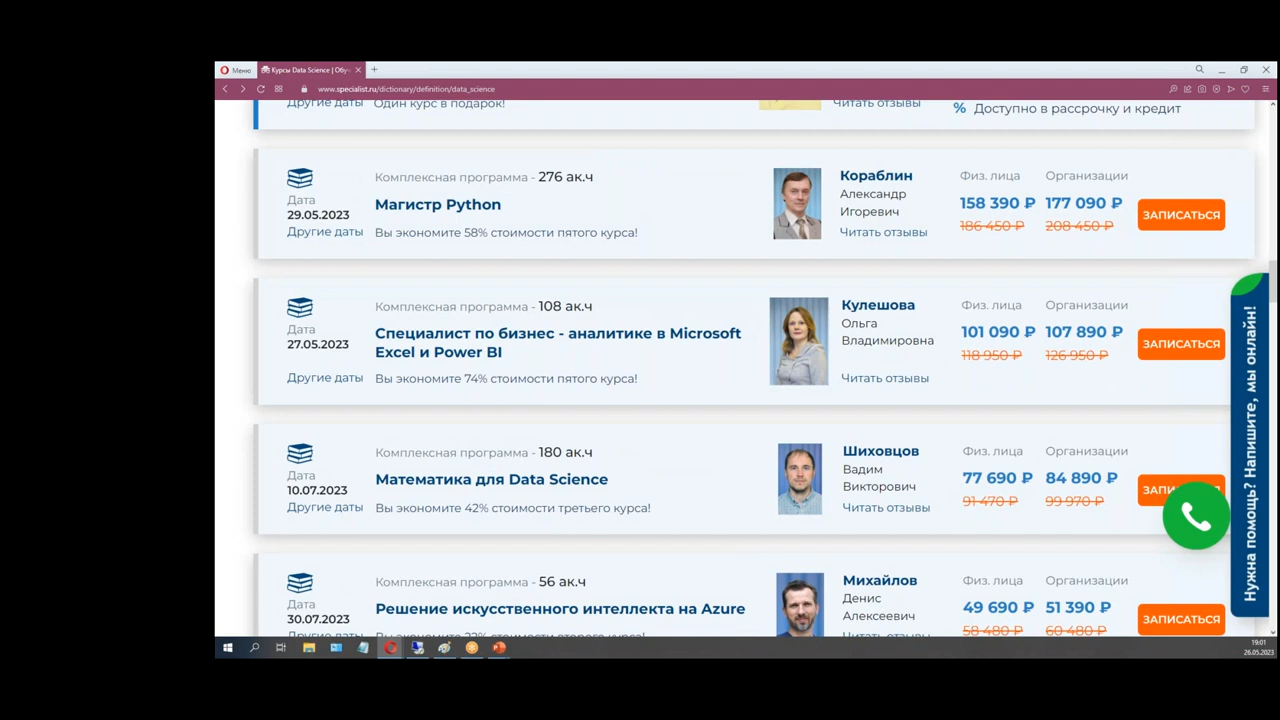 Меню
Курсы Data Science | Обуч
www.specialist.ru/dictionary/definition/data_science
Другие даты
Один курс в подарок!
Читать отзывы
% Доступно в рассрочку и кредит
Комплексная программа - 276 ак.ч
Дата
29.05.2023
Другие даты
Магистр Python
Вы экономите 58% стоимости пятого курса!
Кораблин
Александр
Игоревич
Читать отзывы
Физ. лица
Организации
158 390 ₽
177 090 ₽
186 450 ₽
208 450 ₽
ЗАПИСАТЬСЯ
Комплексная программа - 108 ак.ч
Дата
27.05.2023
Другие даты
Специалист по бизнес - аналитике в Microsoft
Excel и Power BI
Вы экономите 74% стоимости пятого курса!
Кулешова
Ольга
Владимировна
Читать отзывы
Физ. лица
Организации
101 090 ₽
107 890 ₽
118 950 ₽
126 950 ₽
ЗАПИСАТЬСЯ
Комплексная программа - 180 ак.ч
Дата
10.07.2023
Другие даты
Математика для Data Science
Вы экономите 42% стоимости третьего курса!
Шиховцов
Вадим
Викторович
Читать отзывы
Физ. лица
Организации
77 690 ₽
84 890 ₽
91 470 ₽
99 970 ₽
Комплексная программа - 56 ак.ч
Дата
30.07.2023
Другие даты
Решение искусственного интеллекта на Azure
Михайлов
Денис
Алексеевич
Читать отзывы
Физ. лица
Организации
49 690 ₽
51 390 ₽
58 480 ₽
60 480 ₽
ЗАПИСАТЬСЯ
Нужна помощь? Напишите, мы онлайн!
19:01
26.05.2023